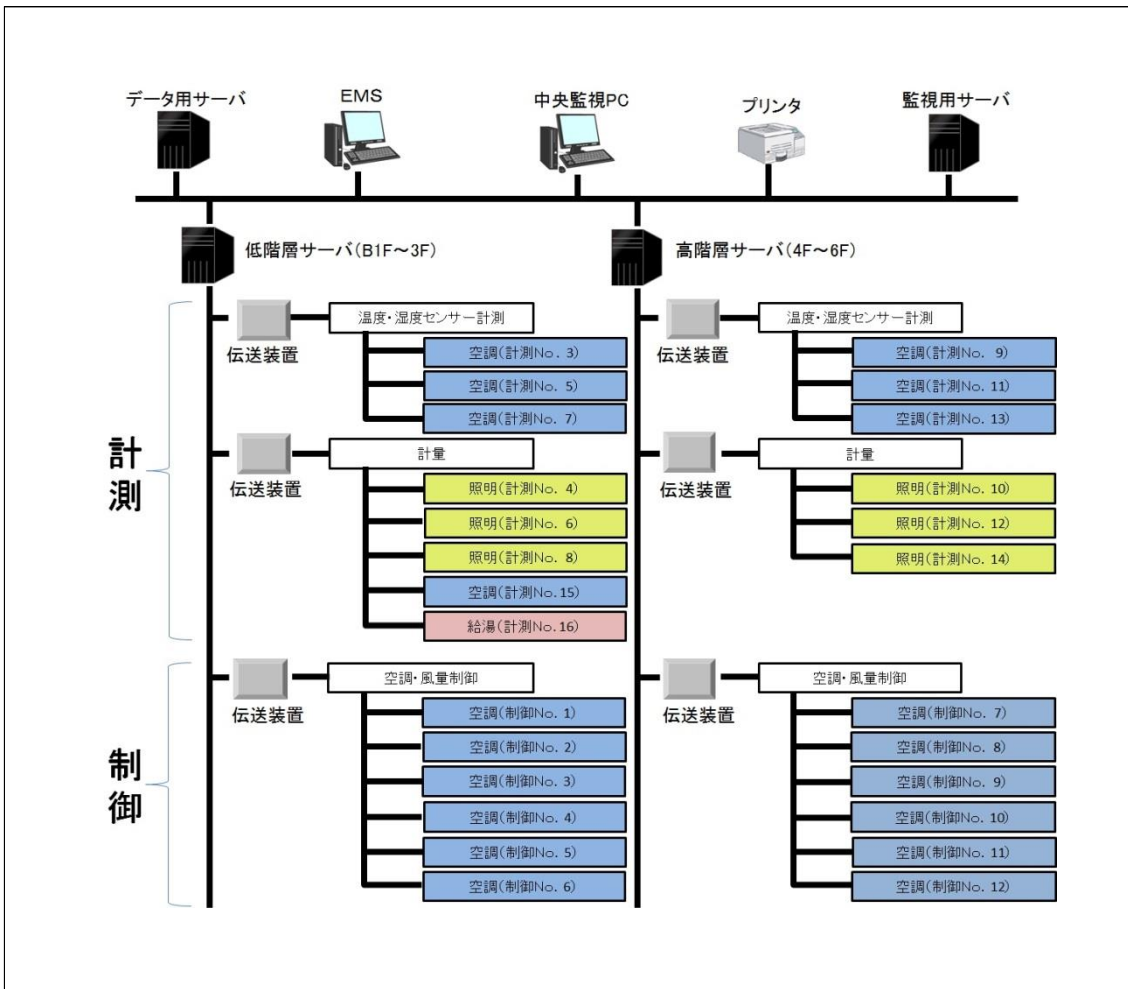 データ用サーバ
EMS
中央監視PC
プリンタ
監視用サーバ
低階層サーバ(B1F～3F)
高階層サーバ(4F～6F)
計測
伝送装置
温度・湿度センサー計測
空調(計測No. 3)
空調(計測No. 5)
空調(計測No. 7)
伝送装置
計量
照明(計測No. 4)
照明(計測No. 6)
照明(計測No. 8)
空調(計測No.15)
給湯(計測No.16)
伝送装置
温度・湿度センサー計測
空調(計測No. 9)
空調(計測No. 11)
空調(計測No. 13)
伝送装置
計量
照明(計測No. 10)
照明(計測No. 12)
照明(計測No. 14)
制御
伝送装置
空調・風量制御
空調(制御No. 1)
空調(制御No. 2)
空調(制御No. 3)
空調(制御No. 4)
空調(制御No. 5)
空調(制御No. 6)
伝送装置
空調・風量制御
空調(制御No. 7)
空調(制御No. 8)
空調(制御No. 9)
空調(制御No. 10)
空調(制御No. 11)
空調(制御No. 12)